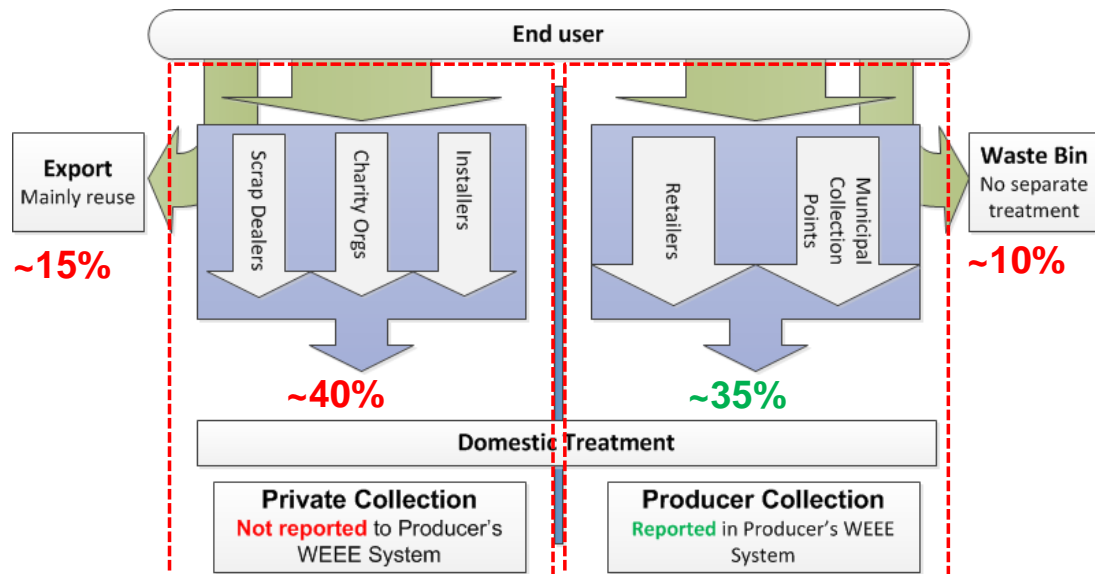 End user
Export
Mainly reuse
~15%
Scrap Dealers
Charity Orgs
Installers
Retailers
Municipal
Collection
Points
Waste Bin
No separate
treatment
~10%
~40%
~35%
Domestic Treatment
Private Collection
Not reported to Producer's
WEEE System
Producer Collection
Reported in Producer's WEEE
System